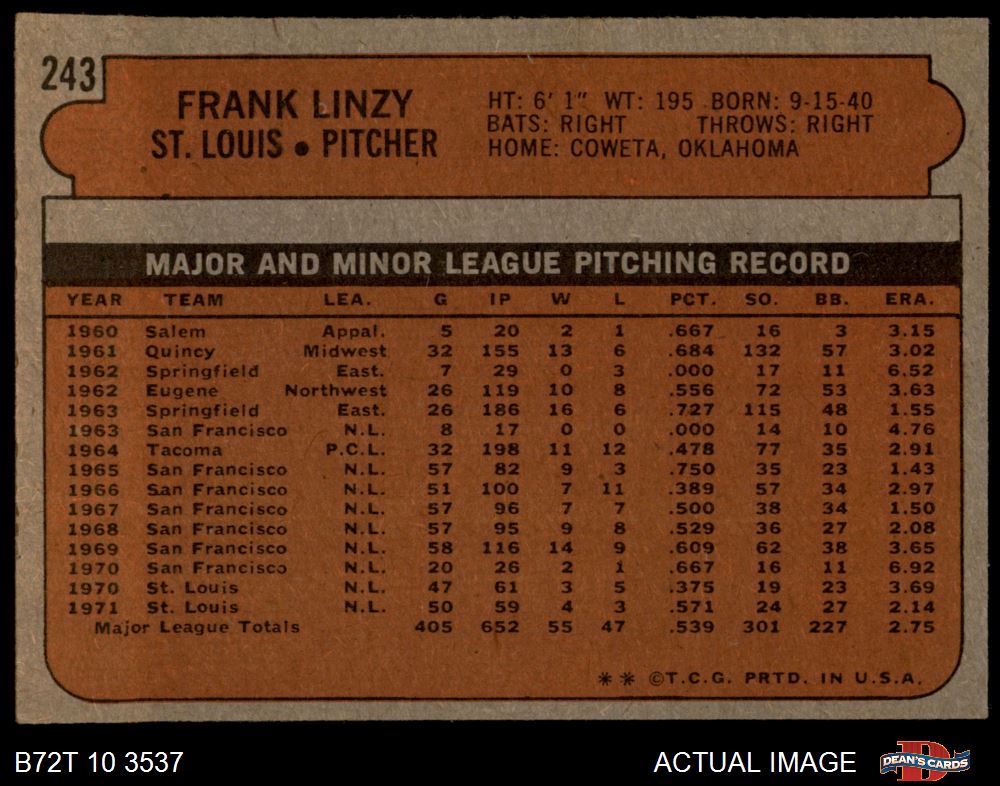 243
FRANK LINZY
ST. LOUIS • PITCHER
HT: 6' 1" WT: 195 BORN: 9-15-40
BATS: RIGHT THROWS: RIGHT
HOME: COWETA, OKLAHOMA
MAJOR AND MINOR LEAGUE PITCHING RECORD
YEAR TEAM LEA. G IP W L PCT. SO. BB. ERA.
1960 Salem Appal. 5 20 2 1 .667 16 3 3.15
1961 Quincy Midwest 32 155 13 6 .684 132 57 3.02
1962 Springfield East. 7 29 0 3 .000 17 11 6.52
1962 Eugene Northwest 26 119 10 8 .556 72 53 3.63
1963 Springfield East. 26 186 16 6 .727 115 48 1.55
1963 San Francisco N.L. 8 17 0 0 .000 14 10 4.76
1964 Tacoma P.C.L. 32 198 11 12 .478 77 35 2.91
1965 San Francisco N.L. 57 82 9 3 .750 35 23 1.43
1966 San Francisco N.L. 51 100 7 11 .389 57 34 2.97
1967 San Francisco N.L. 57 96 7 7 .500 38 34 1.50
1968 San Francisco N.L. 57 95 9 8 .529 36 27 2.08
1969 San Francisco N.L. 58 116 14 9 .609 62 38 3.65
1970 San Francisco N.L. 20 26 2 1 .667 16 11 6.92
1970 St. Louis N.L. 47 61 3 5 .375 19 23 3.69
1971 St. Louis N.L. 50 59 4 3 .571 24 27 2.14
Major League Totals 405 652 55 47 .539 301 227 2.75
** ©T.C.G. PRTD. IN U.S.A.
B72T 10 3537 ACTUAL IMAGE D DEAN'S CARDS